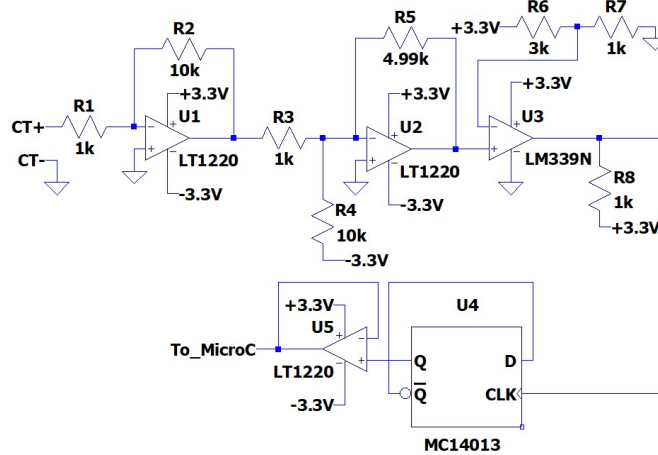 R1
1k
CT+
CT-
R2
10k
+3.3V
U1
LT1220
-3.3V
R3
1k
R4
10k
-3.3V
R5
4.99k
+3.3V
U2
LT1220
-3.3V
+3.3V
R6
3k
R7
1k
+3.3V
U3
LM339N
R8
1k
+3.3V
To_MicroC
+3.3V
U5
LT1220
-3.3V
U4
Q
D
Q
CLK
MC14013